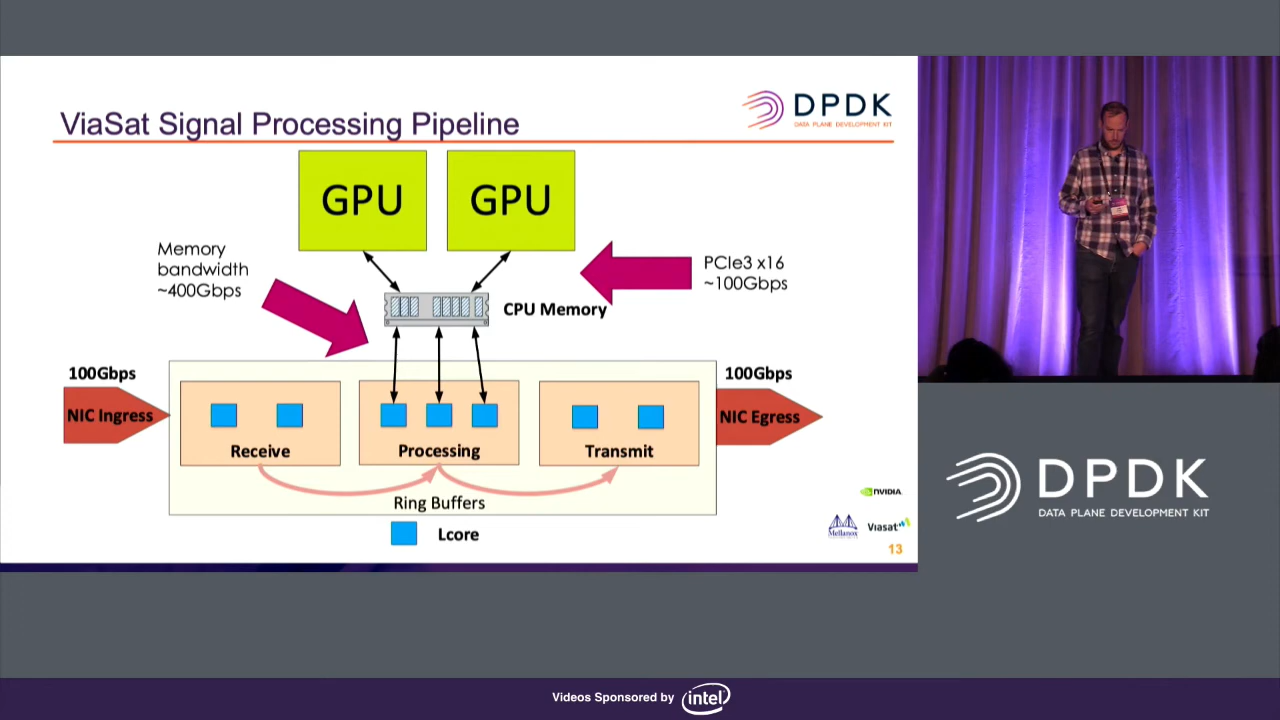 ViaSat Signal Processing Pipeline
DPDK
DATA PLANE DEVELOPMENT KIT
GPU
GPU
Memory
bandwidth
~400Gbps
PCIe3 x16
~100Gbps
CPU Memory
100Gbps
NIC Ingress
100Gbps
NIC Egress
Receive
Processing
Transmit
Ring Buffers
Lcore
NVIDIA
Mellanox
Viasat
13
DPDK
DATA PLANE DEVELOPMENT KIT
Videos Sponsored by
intel